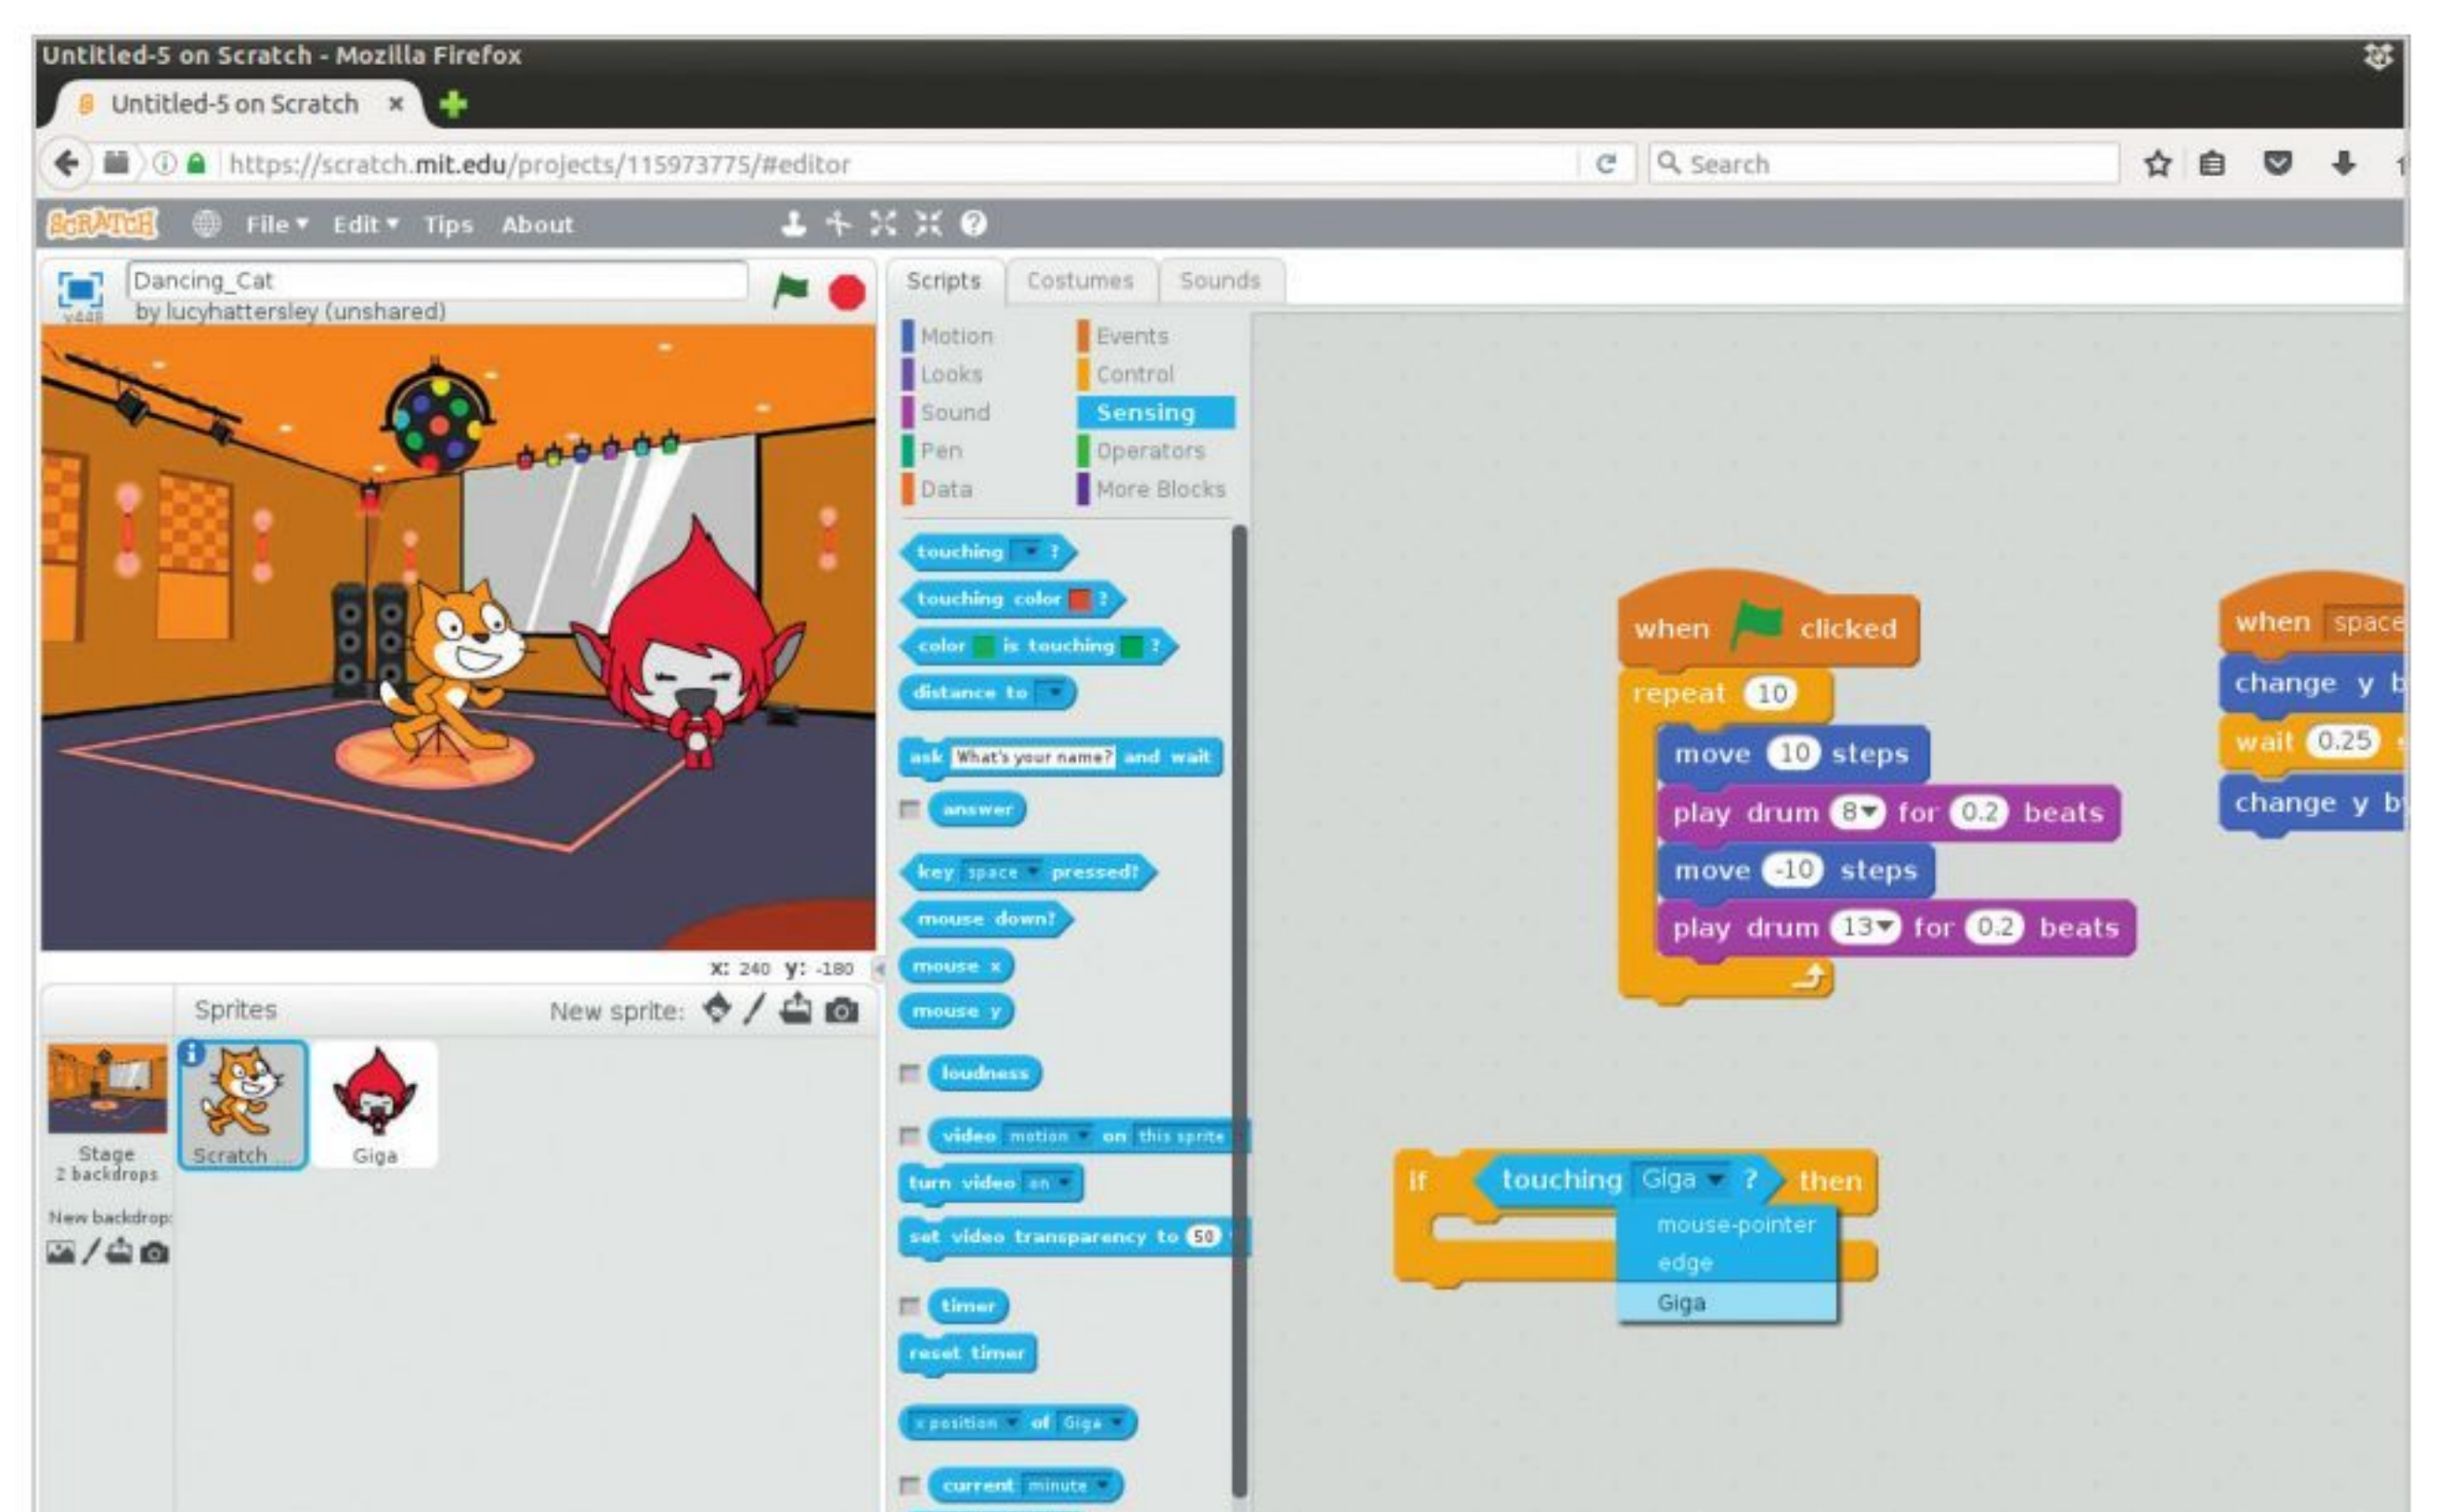 Untitled-5 on Scratch - Mozilla Firefox
Untitled-5 on Scratch
https://scratch.mit.edu/projects/115973775/#editor
Search
SCRATCH File Edit Tips About
Dancing_Cat
by lucyhattersley (unshared)
v448
Scripts Costumes Sounds
Motion Events
Looks Control
Sound Sensing
Pen Operators
Data More Blocks
touching ?
touching color ?
color is touching ?
distance to
ask What's your name? and wait
answer
key space pressed?
mouse down?
mouse x
mouse y
loudness
video motion on this sprite
turn video on
set video transparency to 50
timer
reset timer
x position of Giga
current minute
when clicked
repeat 10
move 10 steps
play drum 8 for 0.2 beats
move -10 steps
play drum 13 for 0.2 beats
when space
change y b
wait 0.25
change y b
if touching Giga ? then
mouse-pointer
edge
Giga
x: 240 y: -180
Sprites New sprite:
Stage
2 backdrops
New backdrop:
Scratch ...
Giga